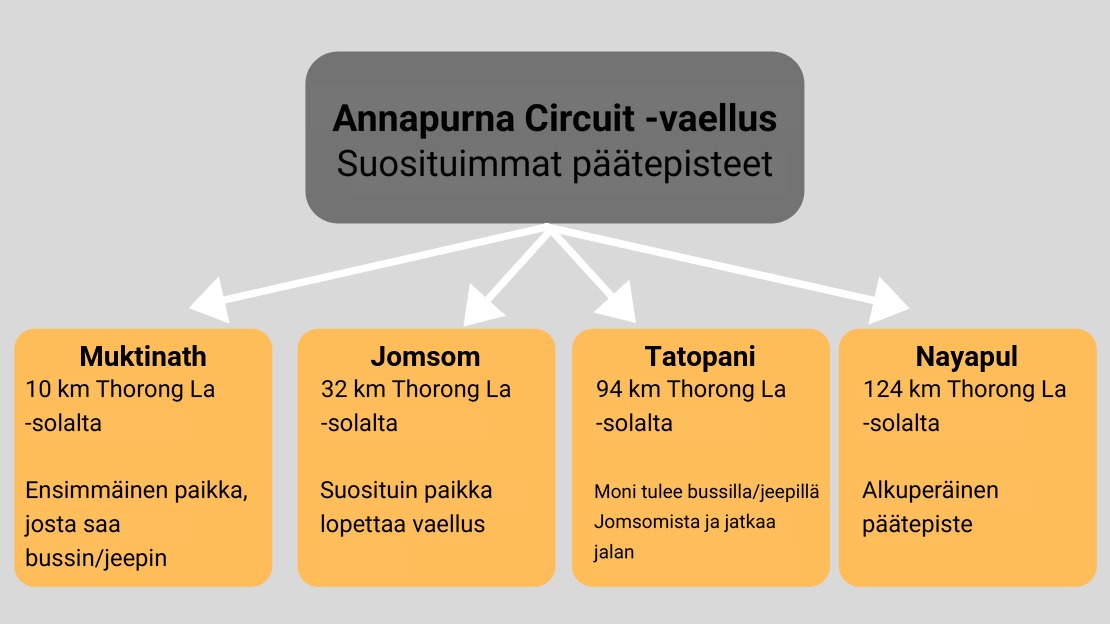 Annapurna Circuit -vaellus
Suosituimmat päätepisteet
Muktinath
10 km Thorong La
-solalta
Ensimmäinen paikka,
josta saa
bussin/jeepin
Jomsom
32 km Thorong La
-solalta
Suosituin paikka
lopettaa vaellus
Tatopani
94 km Thorong La
-solalta
Moni tulee bussilla/jeepillä
Jomsomista ja jatkaa
jalan
Nayapul
124 km Thorong La
-solalta
Alkuperäinen
päätepiste